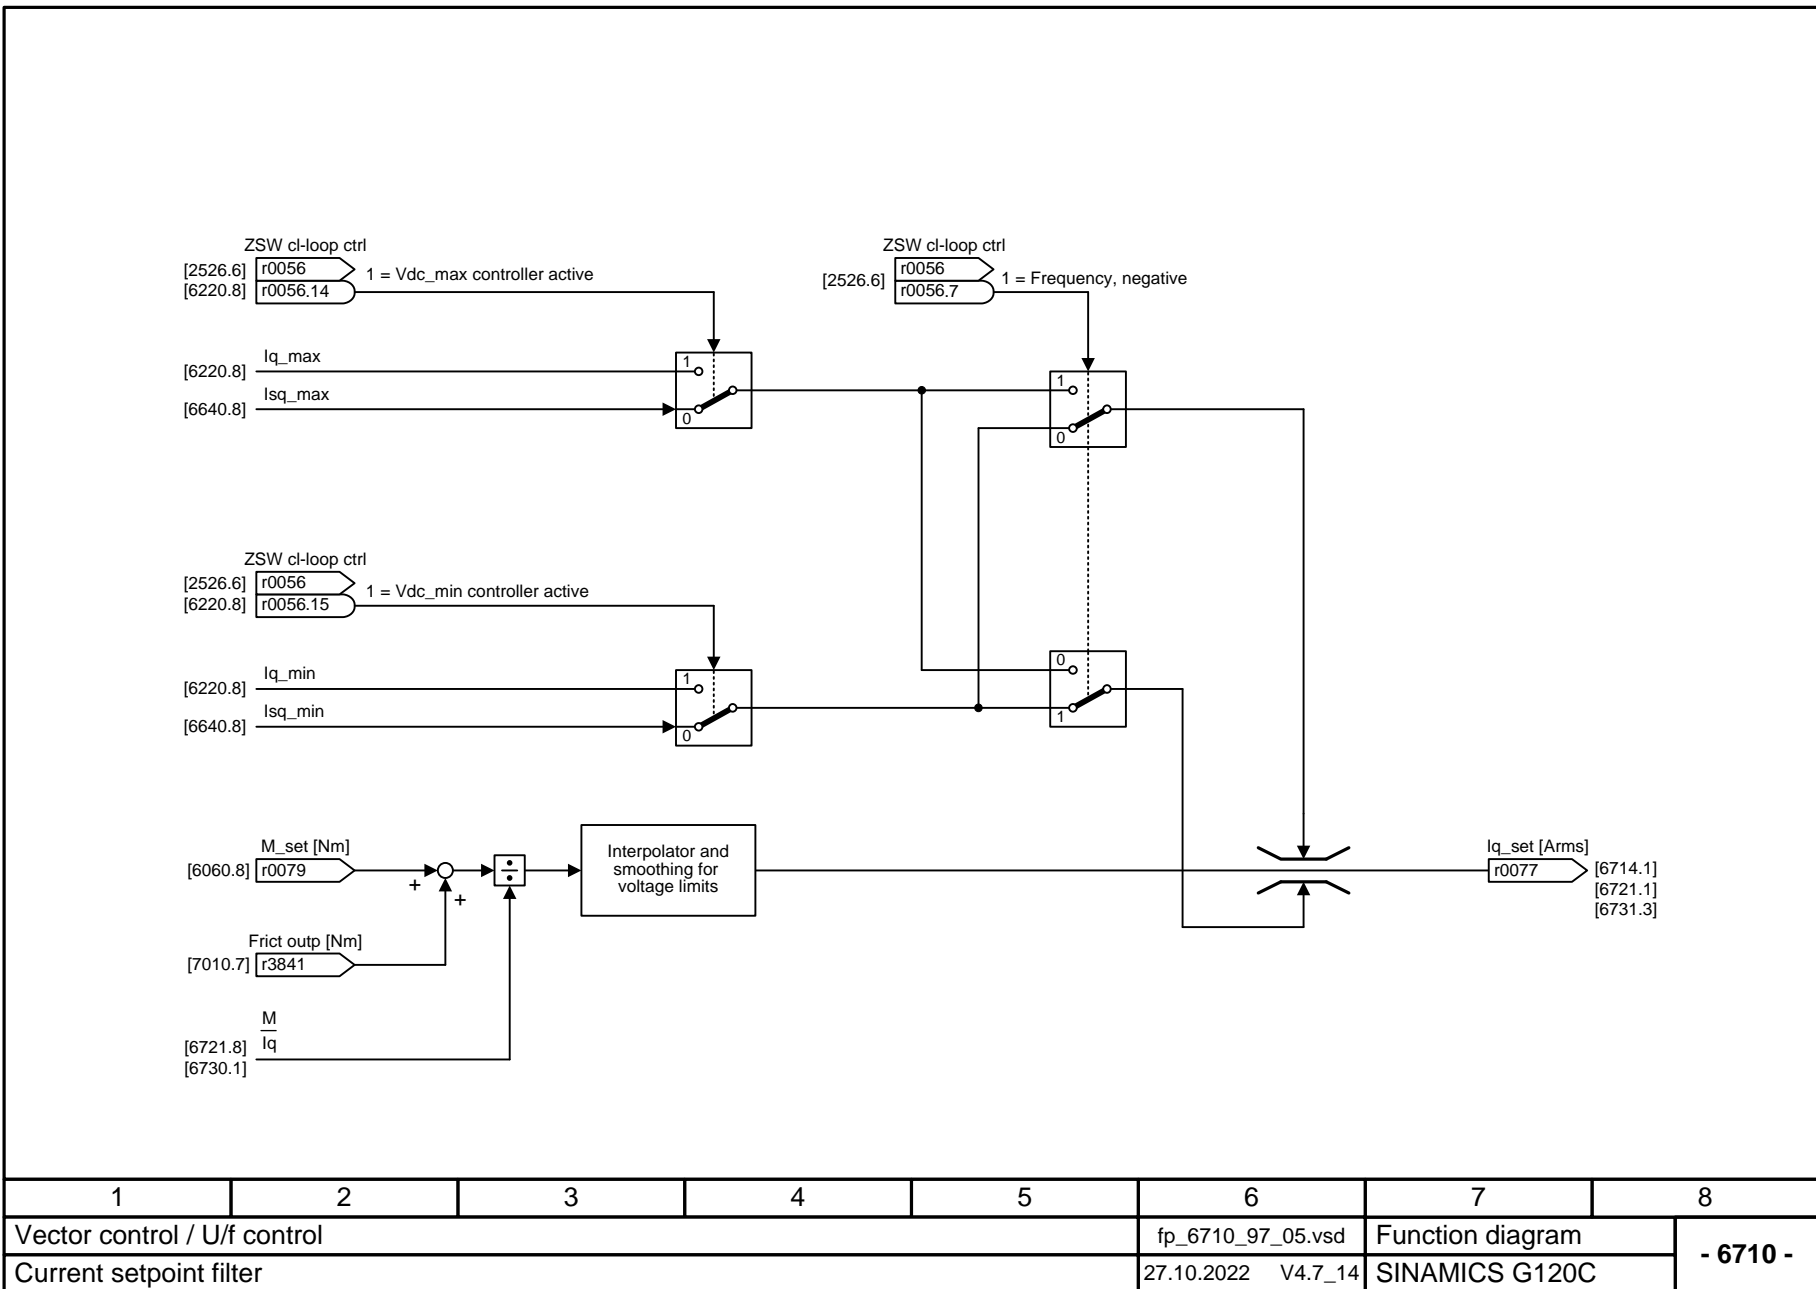 ZSW cl-loop ctrl
[2526.6] r0056
1 = Vdc_max controller active
[6220.8] r0056.14
ZSW cl-loop ctrl
r0056
[2526.6]
1 = Frequency, negative
r0056.7
Iq_max
[6220.8]
1
Isq_max
[6640.8]
0
1
0
ZSW cl-loop ctrl
[2526.6] r0056
1 = Vdc_min controller active
[6220.8] r0056.15
Iq_min
[6220.8]
1
Isq_min
[6640.8]
0
0
1
M_set [Nm]
[6060.8] r0079
+
+
÷
Interpolator and
smoothing for
voltage limits
Iq_set [Arms]
r0077 [6714.1]
[6721.1]
[6731.3]
Frict outp [Nm]
[7010.7] r3841
M
Iq
[6721.8]
[6730.1]
1 2 3 4 5 6 7 8
Vector control / U/f control fp_6710_97_05.vsd Function diagram
- 6710 -
Current setpoint filter 27.10.2022 V4.7_14 SINAMICS G120C